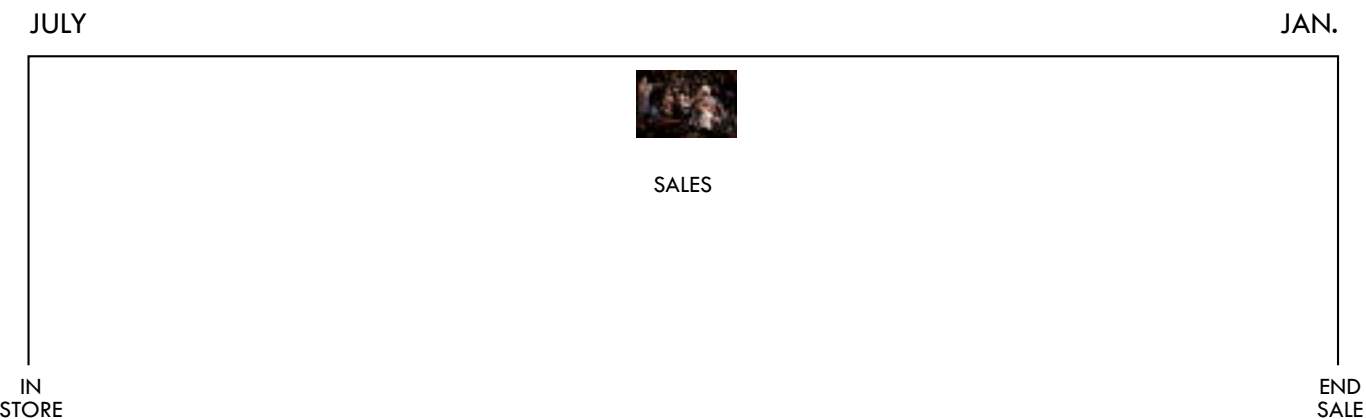 JULY
JAN.
SALES
IN
STORE
END
SALE